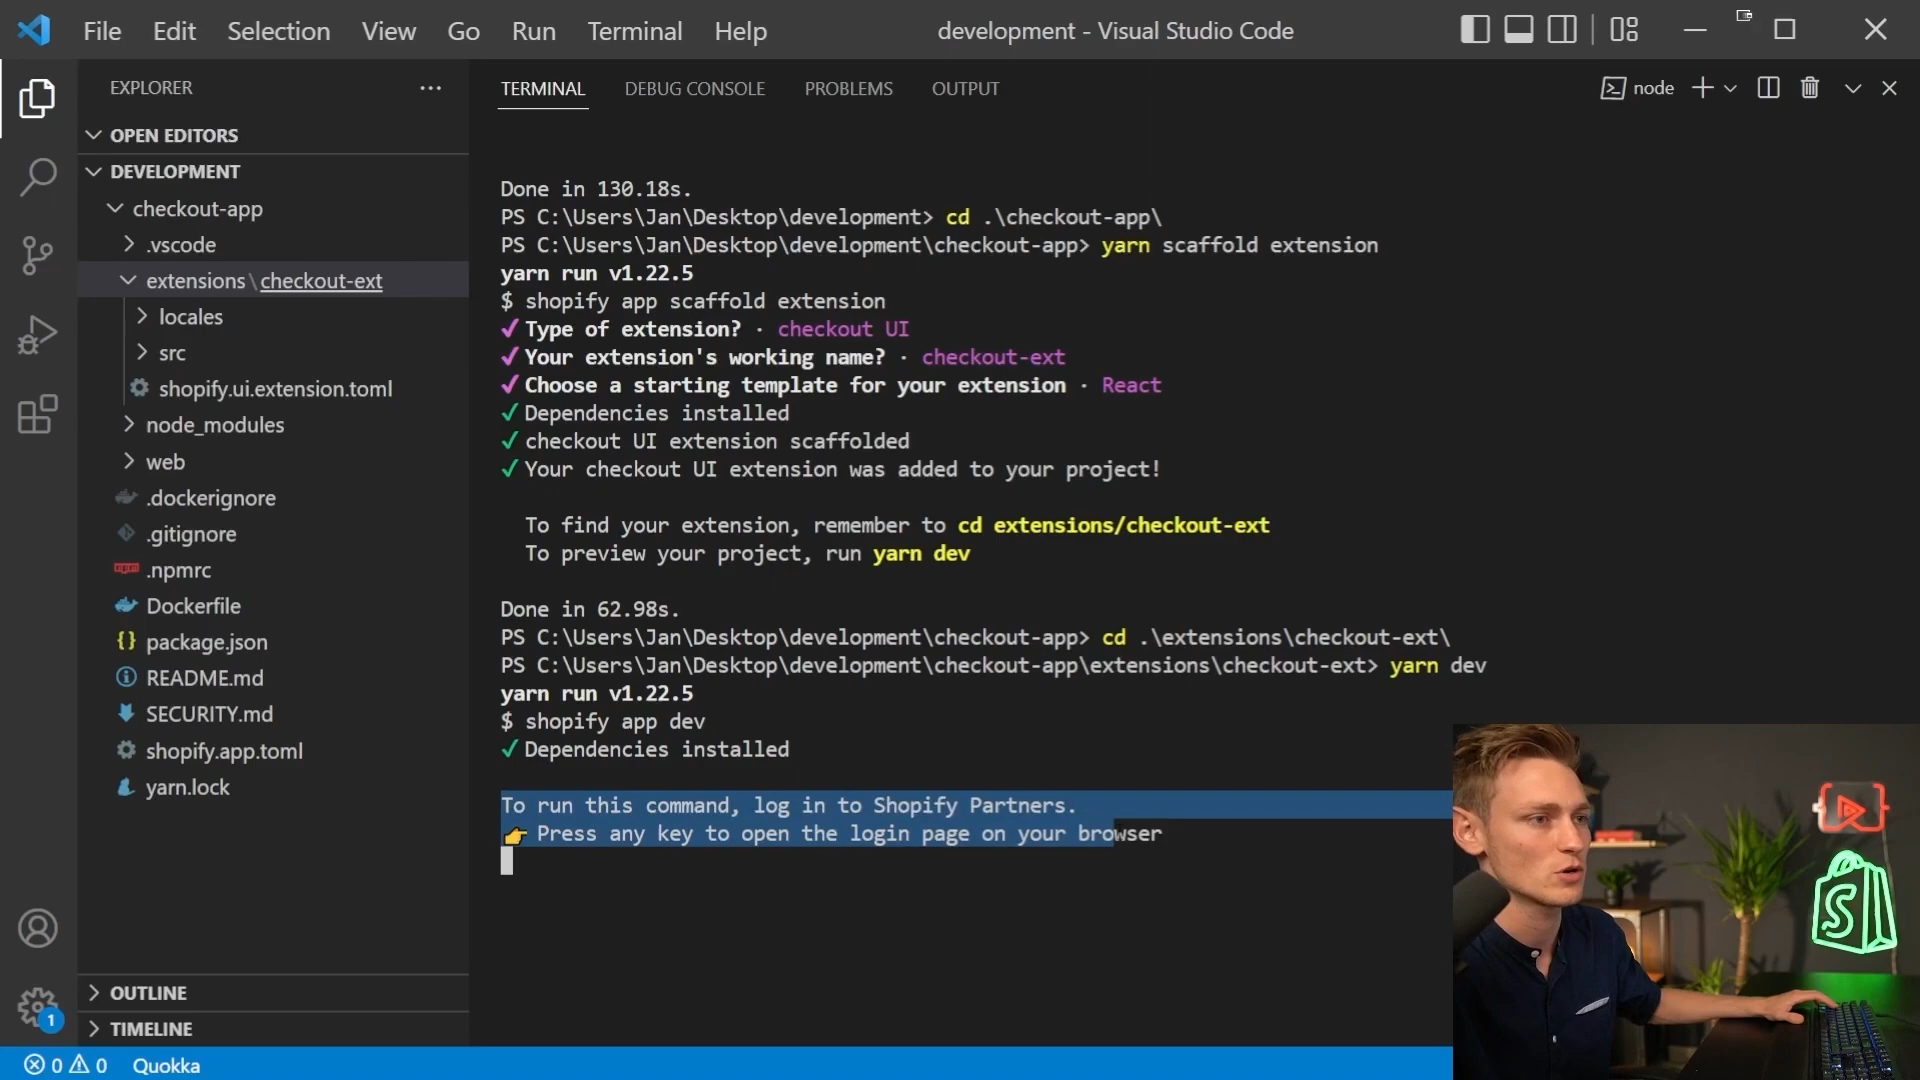 File Edit Selection View Go Run Terminal Help
development - Visual Studio Code
EXPLORER
OPEN EDITORS
DEVELOPMENT
checkout-app
.vscode
extensions\checkout-ext
locales
src
shopify.ui.extension.toml
node_modules
web
.dockerignore
.gitignore
.npmrc
Dockerfile
package.json
README.md
SECURITY.md
shopify.app.toml
yarn.lock
OUTLINE
TIMELINE
TERMINAL DEBUG CONSOLE PROBLEMS OUTPUT
node
Done in 130.18s.
PS C:\Users\Jan\Desktop\development> cd .\checkout-app\
PS C:\Users\Jan\Desktop\development\checkout-app> yarn scaffold extension
yarn run v1.22.5
$ shopify app scaffold extension
✔ Type of extension? · checkout UI
✔ Your extension's working name? · checkout-ext
✔ Choose a starting template for your extension · React
✓ Dependencies installed
✓ checkout UI extension scaffolded
✓ Your checkout UI extension was added to your project!
To find your extension, remember to cd extensions/checkout-ext
To preview your project, run yarn dev
Done in 62.98s.
PS C:\Users\Jan\Desktop\development\checkout-app> cd .\extensions\checkout-ext\
PS C:\Users\Jan\Desktop\development\checkout-app\extensions\checkout-ext> yarn dev
yarn run v1.22.5
$ shopify app dev
✓ Dependencies installed
To run this command, log in to Shopify Partners.
👉 Press any key to open the login page on your browser
1
0 0 Quokka
S